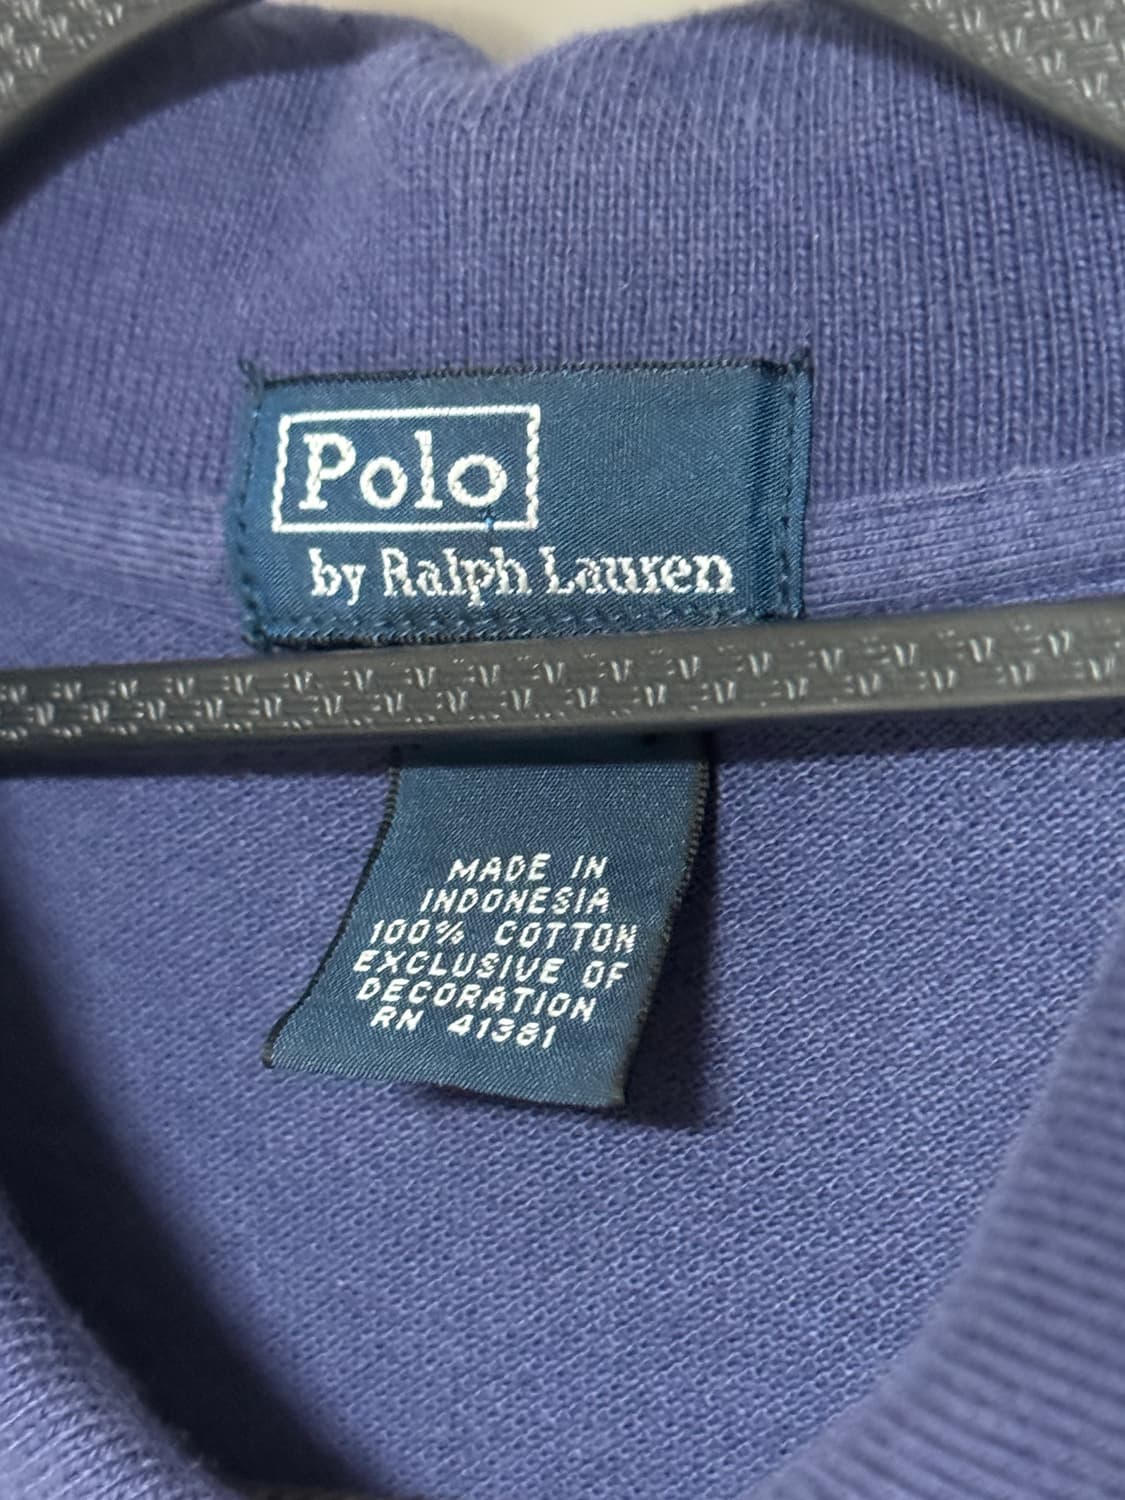 Polo
by Ralph Lauren
MADE IN
INDONESIA
100% COTTON
EXCLUSIVE OF
DECORATION
RN 41381